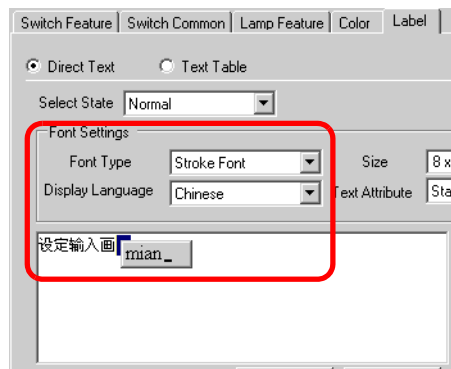 Switch Feature Switch Common Lamp Feature Color Label
Direct Text Text Table
Select State Normal
Font Settings
Font Type Stroke Font Size 8 x
Display Language Chinese Text Attribute Sta
设定输入画 mian_